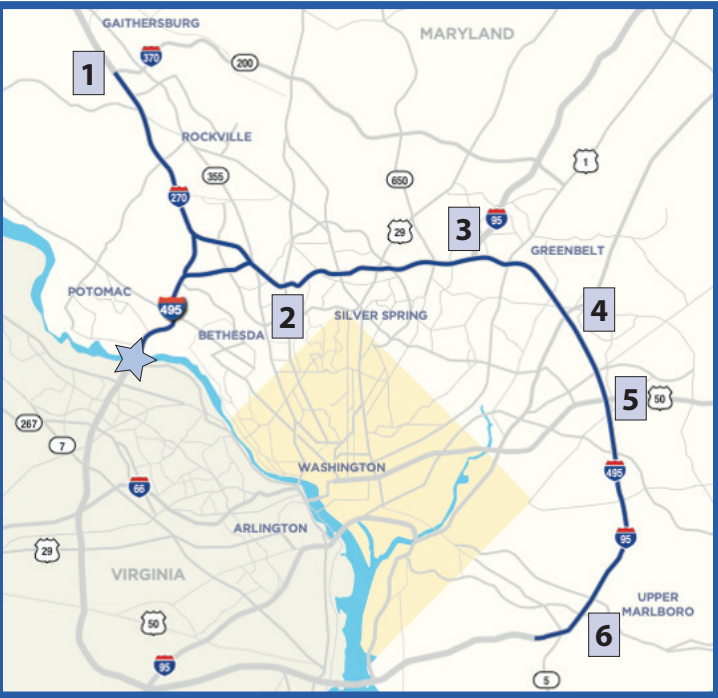 GAITHERSBURG
MARYLAND
1
370
200
ROCKVILLE
1
355
650
270
29
3
95
GREENBELT
POTOMAC
495
2
SILVER SPRING
4
BETHESDA
5
50
267
7
WASHINGTON
495
66
ARLINGTON
95
29
VIRGINIA
UPPER
MARLBORO
50
6
95
5